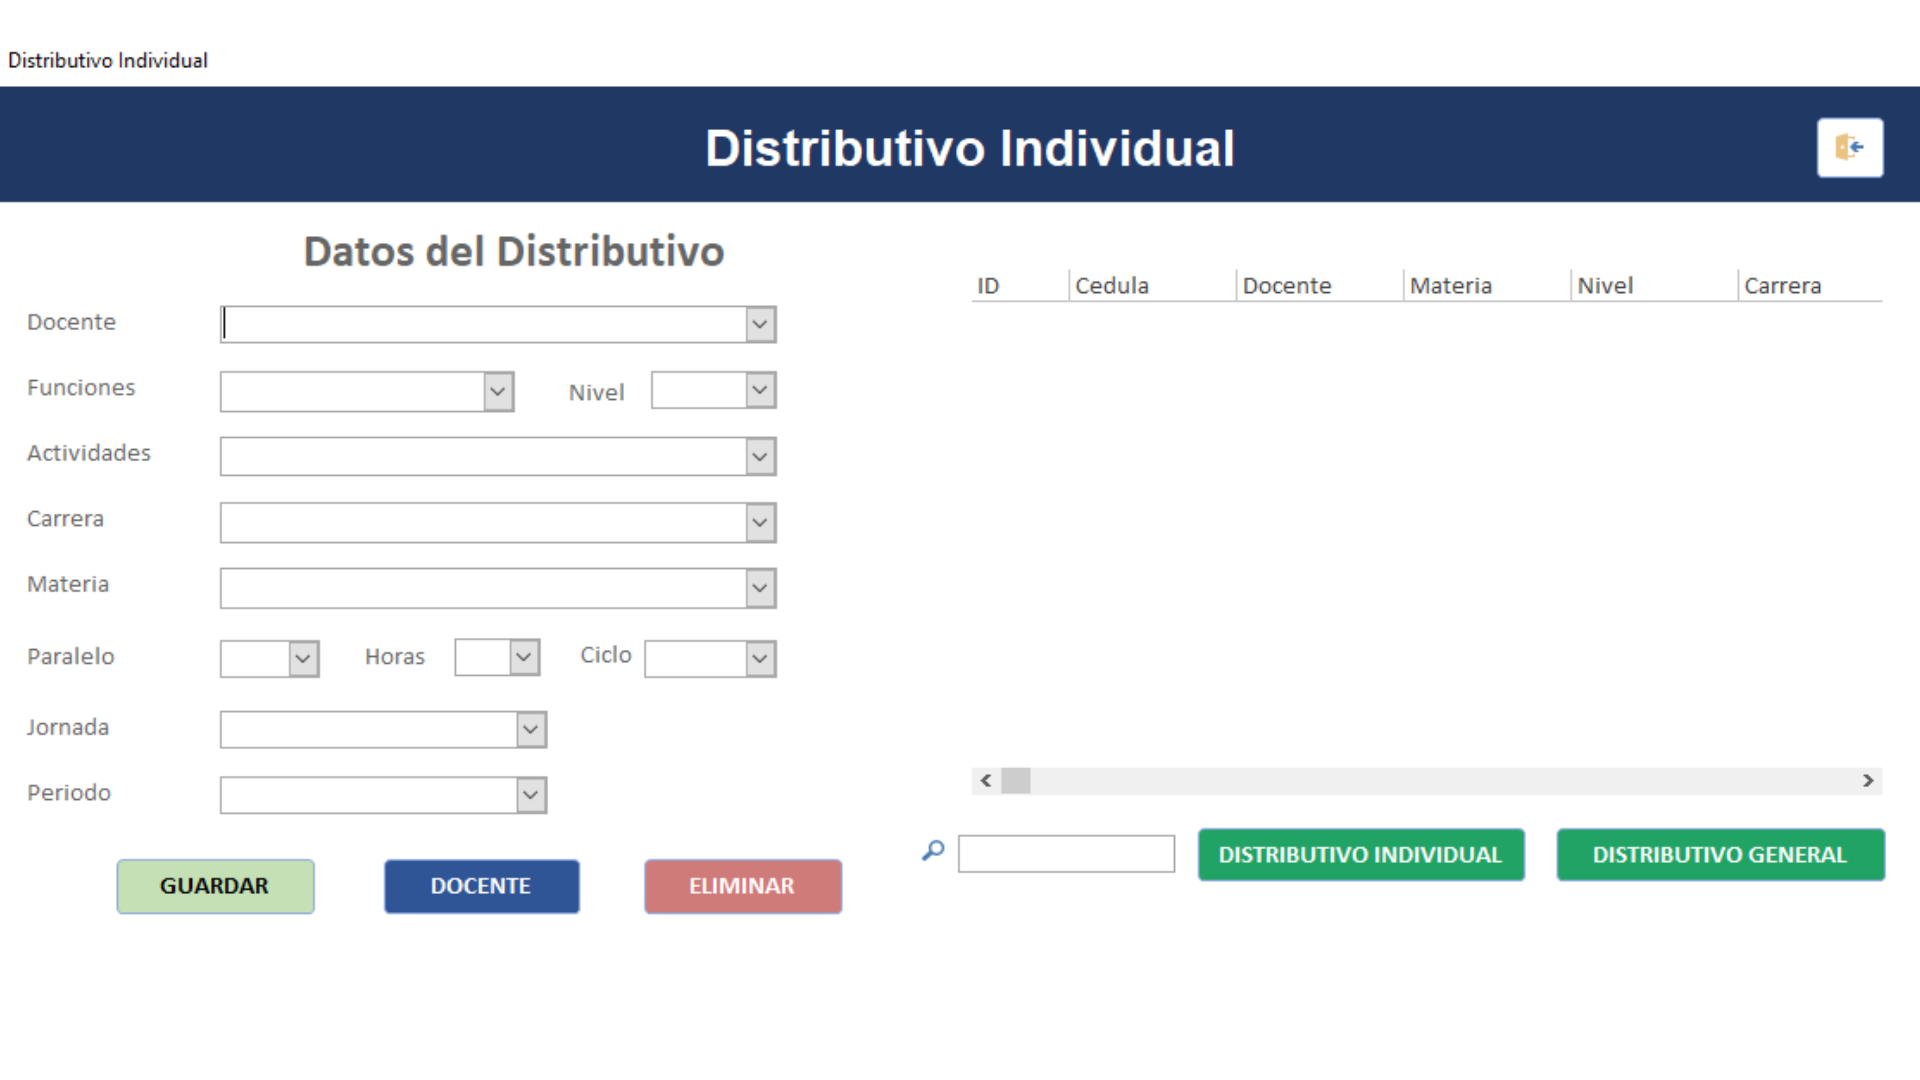 Distributivo Individual
Distributivo Individual
Datos del Distributivo
Docente
Funciones
Nivel
Actividades
Carrera
Materia
Paralelo
Horas
Ciclo
Jornada
Periodo
GUARDAR
DOCENTE
ELIMINAR
ID Cedula Docente Materia Nivel Carrera
DISTRIBUTIVO INDIVIDUAL
DISTRIBUTIVO GENERAL